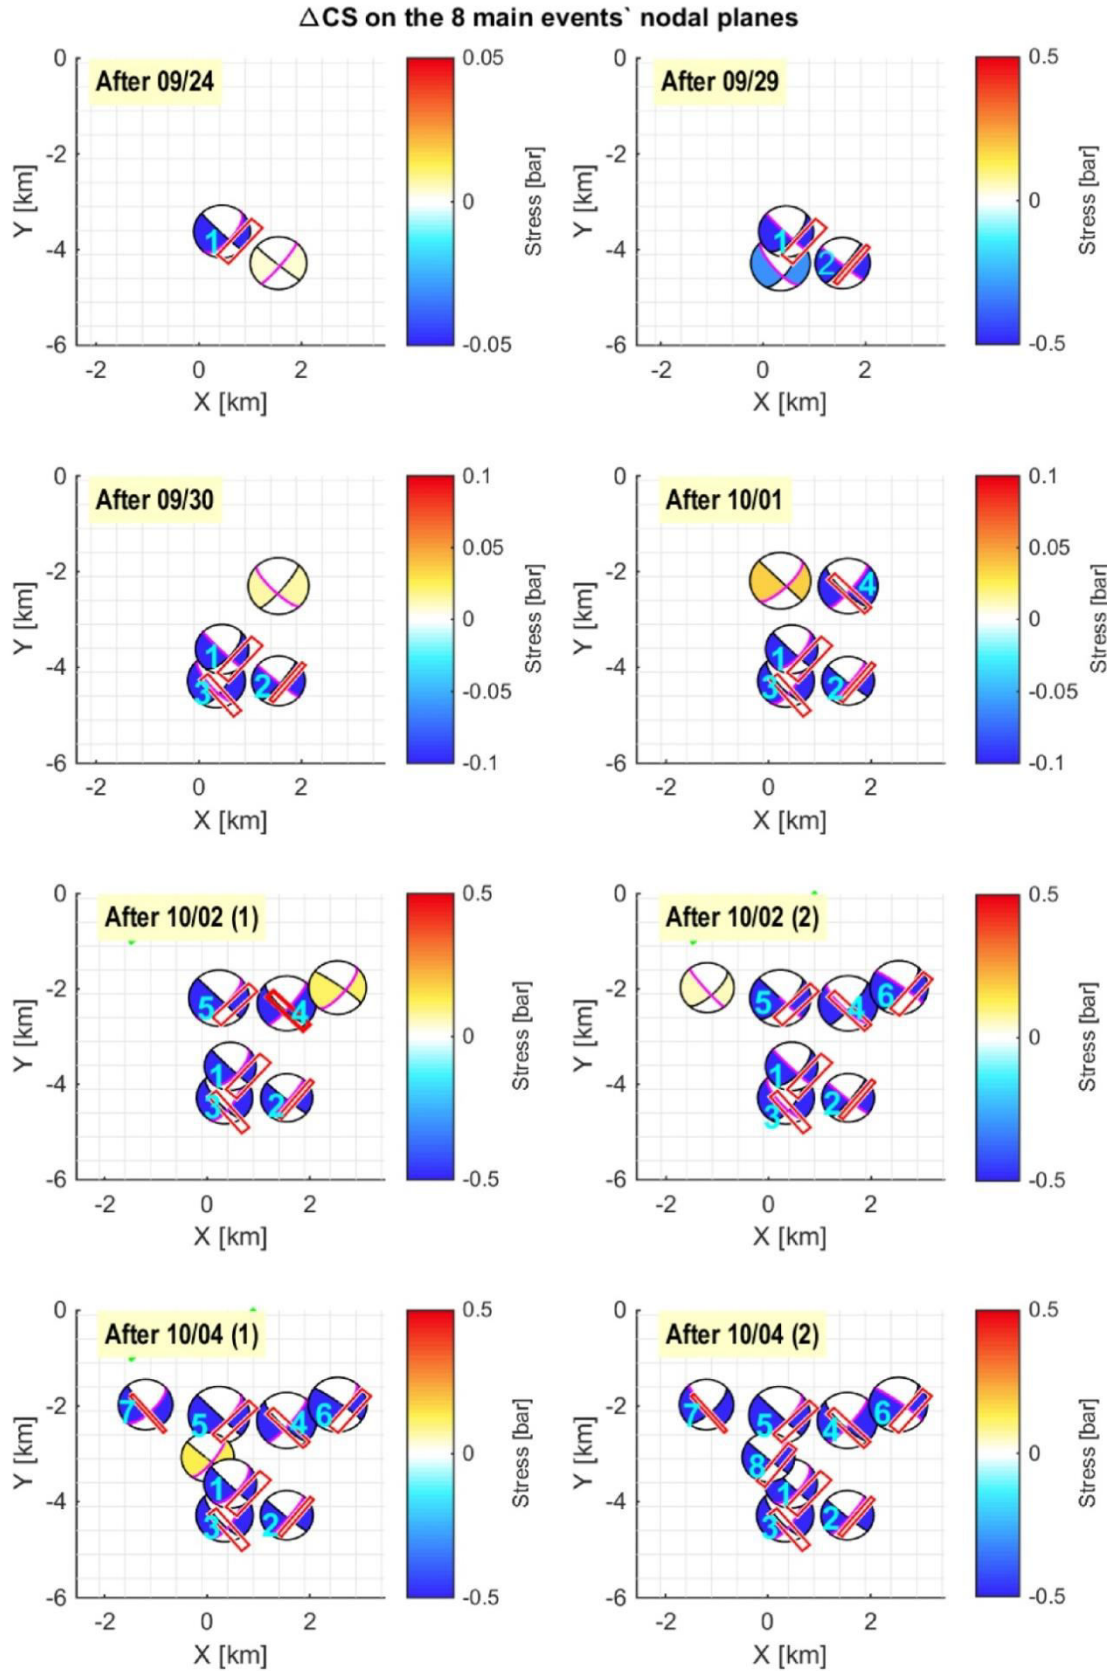 △CS on the 8 main events` nodal planes
After 09/24
0
-2
-4
-6
Y [km]
-2 0 2
X [km]
1
0.05
0
-0.05
Stress [bar]
After 09/29
0
-2
-4
-6
Y [km]
-2 0 2
X [km]
1
2
0.5
0
-0.5
Stress [bar]
After 09/30
0
-2
-4
-6
Y [km]
-2 0 2
X [km]
1
3 2
0.1
0.05
0
-0.05
-0.1
Stress [bar]
After 10/01
0
-2
-4
-6
Y [km]
-2 0 2
X [km]
4
1
3 2
0.1
0.05
0
-0.05
-0.1
Stress [bar]
After 10/02 (1)
0
-2
-4
-6
Y [km]
-2 0 2
X [km]
5 4
1
3 2
0.5
0
-0.5
Stress [bar]
After 10/02 (2)
0
-2
-4
-6
Y [km]
-2 0 2
X [km]
5 4 6
1
3 2
0.5
0
-0.5
Stress [bar]
After 10/04 (1)
0
-2
-4
-6
Y [km]
-2 0 2
X [km]
7 5 4 6
1
3 2
0.5
0
-0.5
Stress [bar]
After 10/04 (2)
0
-2
-4
-6
Y [km]
-2 0 2
X [km]
7 5 4 6
8
1
3 2
0.5
0
-0.5
Stress [bar]